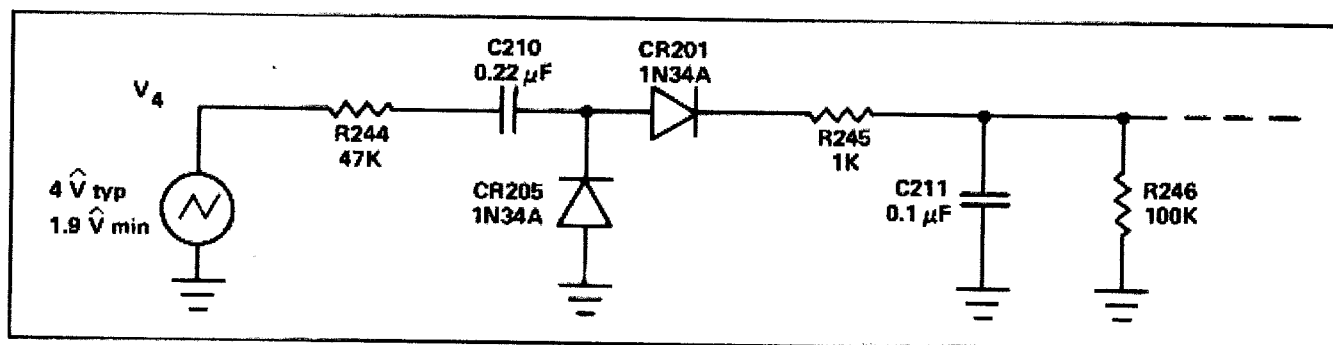 V4
4 V̂ typ
1.9 V̂ min
R244
47K
C210
0.22 μF
CR205
1N34A
CR201
1N34A
R245
1K
C211
0.1 μF
R246
100K